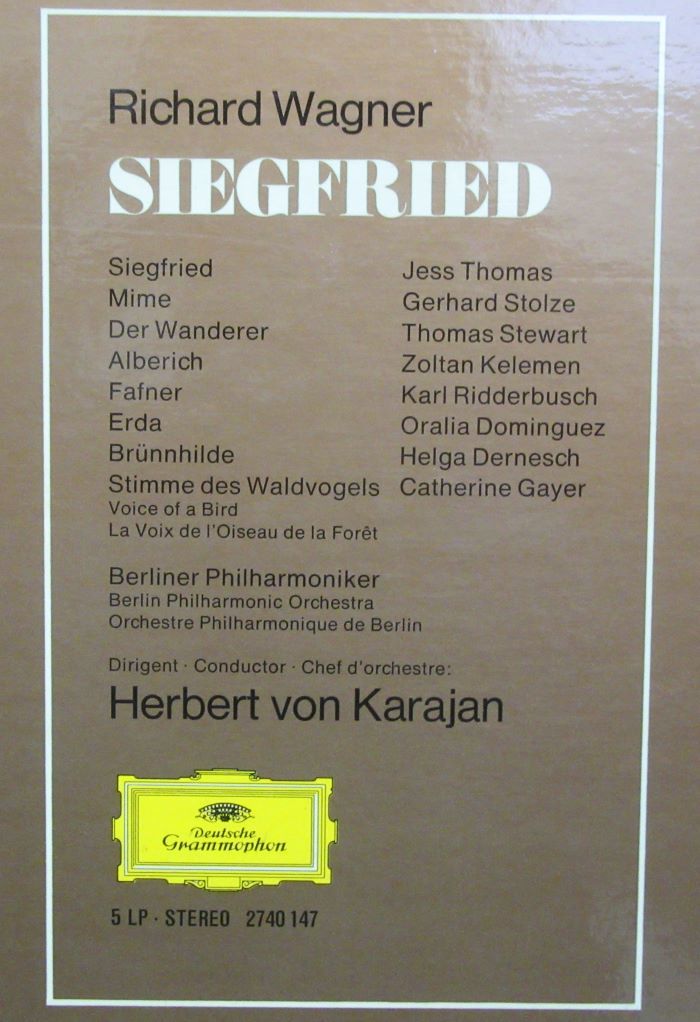 Richard Wagner
SIEGFRIED
Siegfried Jess Thomas
Mime Gerhard Stolze
Der Wanderer Thomas Stewart
Alberich Zoltan Kelemen
Fafner Karl Ridderbusch
Erda Oralia Dominguez
Brünnhilde Helga Dernesch
Stimme des Waldvogels Catherine Gayer
Voice of a Bird
La Voix de l'Oiseau de la Forêt
Berliner Philharmoniker
Berlin Philharmonic Orchestra
Orchestre Philharmonique de Berlin
Dirigent · Conductor · Chef d'orchestre:
Herbert von Karajan
Deutsche
Grammophon
5 LP · STEREO 2740 147